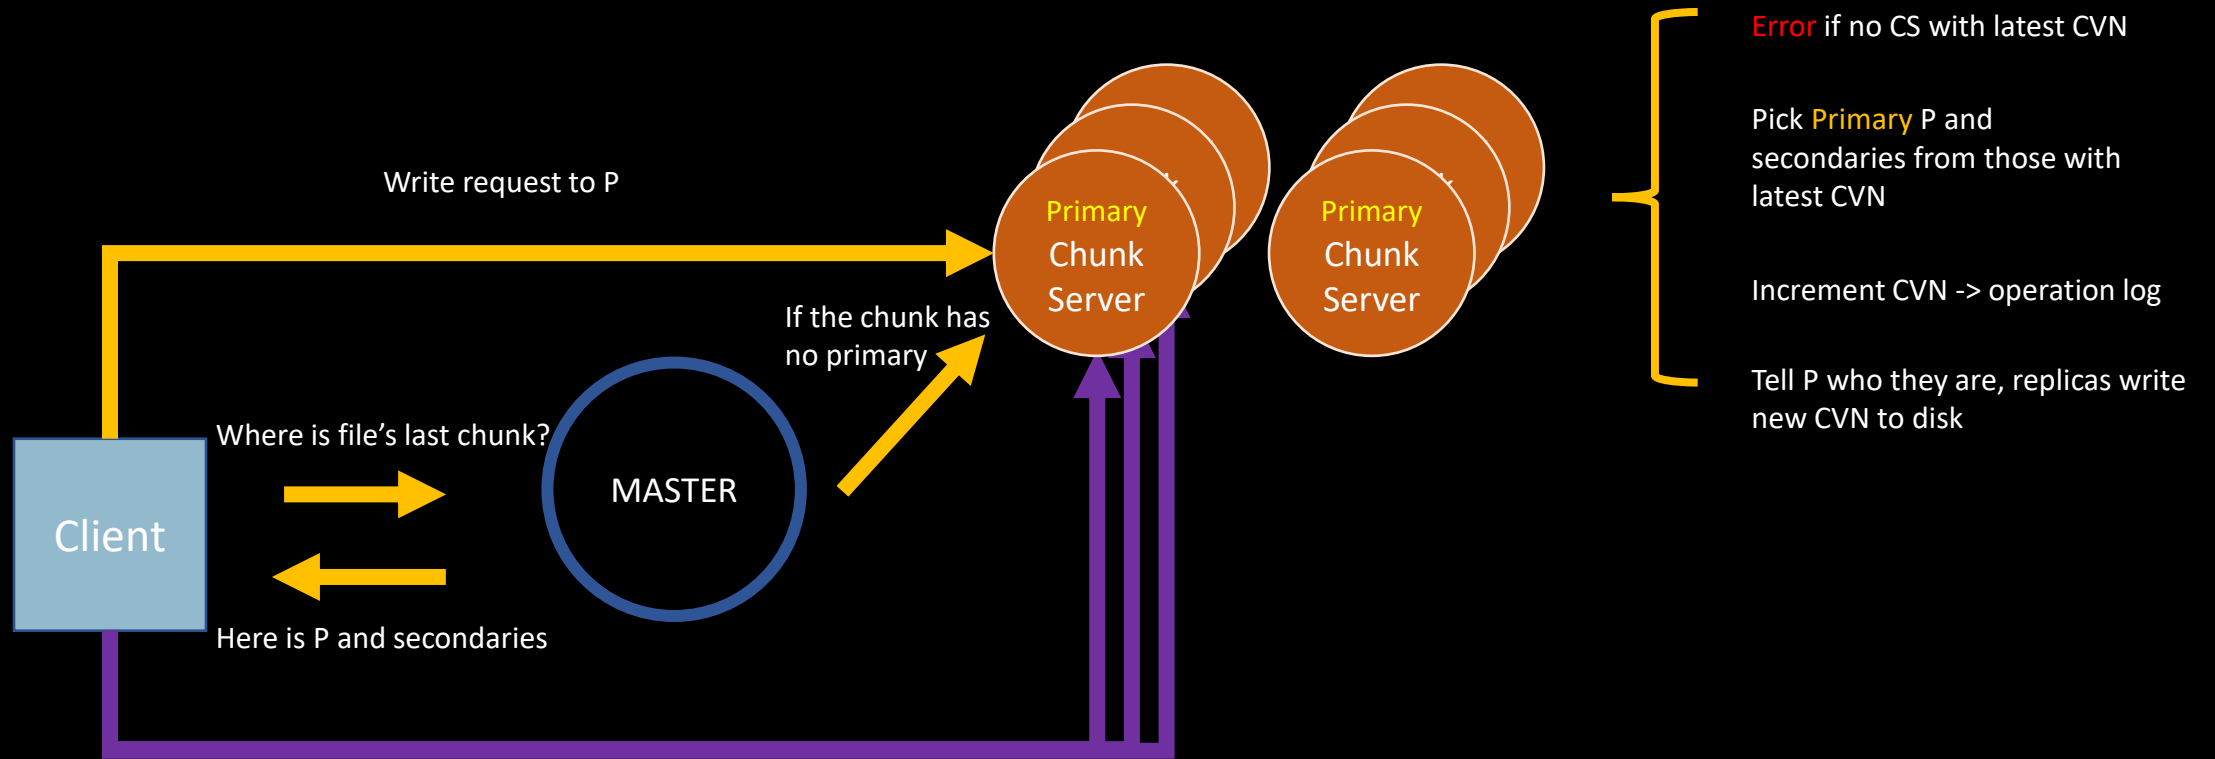 Error if no CS with latest CVN
Pick Primary P and
secondaries from those with
latest CVN
Write request to P
Primary
Chunk
Server
Primary
Chunk
Server
Increment CVN -> operation log
If the chunk has
no primary
Tell P who they are, replicas write
new CVN to disk
Where is file's last chunk?
MASTER
Client
Here is P and secondaries